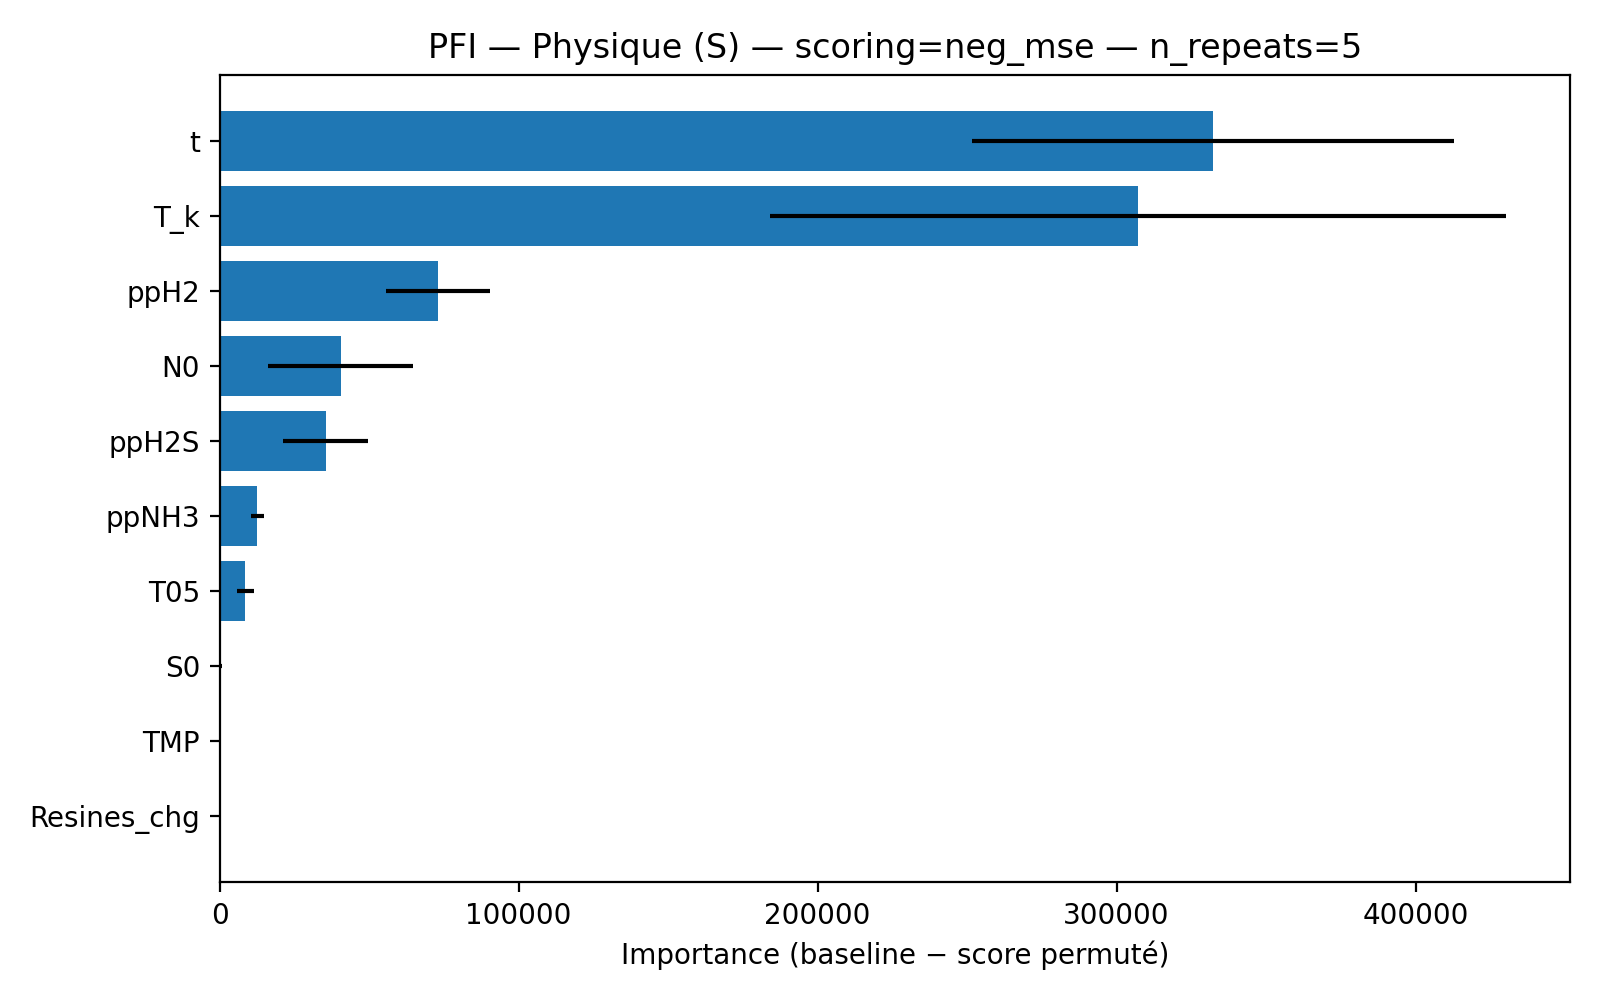 PFI — Physique (S) — scoring=neg_mse — n_repeats=5
t
T_k
ppH2
N0
ppH2S
ppNH3
T05
S0
TMP
Resines_chg
0 100000 200000 300000 400000
Importance (baseline − score permuté)